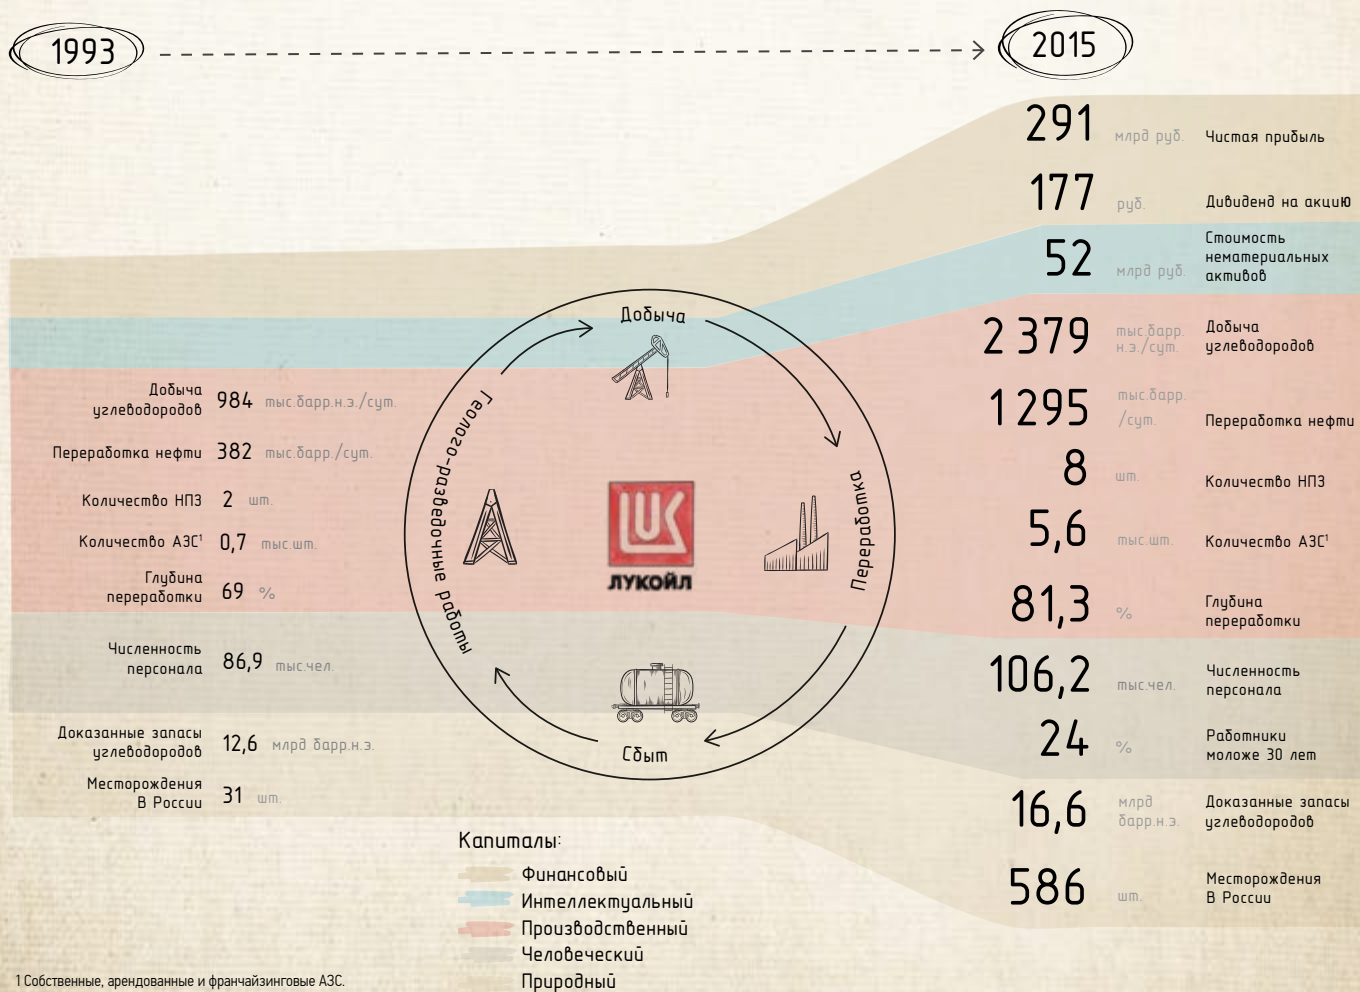 1993
2015
291 млрд руб. Чистая прибыль
177 руб. Дивиденд на акцию
52 млрд руб. Стоимость
нематериальных
активов
Добыча
углеводородов 984 тыс.барр.н.э./сут.
Переработка нефти 382 тыс.барр./сут.
Количество НПЗ 2 шт.
Количество АЗС¹ 0,7 тыс.шт.
Глубина
переработки 69 %
Численность
персонала 86,9 тыс.чел.
Доказанные запасы
углеводородов 12,6 млрд барр.н.э.
Месторождения
В России 31 шт.
Добыча
Переработка
Сбыт
Геолого-разведочные работы
ЛУКОЙЛ
2 379 тыс.барр.
н.э./сут.
Добыча
углеводородов
1 295 тыс.барр.
/сут.
Переработка нефти
8 шт. Количество НПЗ
5,6 тыс.шт. Количество АЗС¹
81,3 % Глубина
переработки
106,2 тыс.чел. Численность
персонала
24 % Работники
моложе 30 лет
16,6 млрд
барр.н.э.
Доказанные запасы
углеводородов
586 шт. Месторождения
В России
Капиталы:
Финансовый
Интеллектуальный
Производственный
Человеческий
Природный
1 Собственные, арендованные и франчайзинговые АЗС.